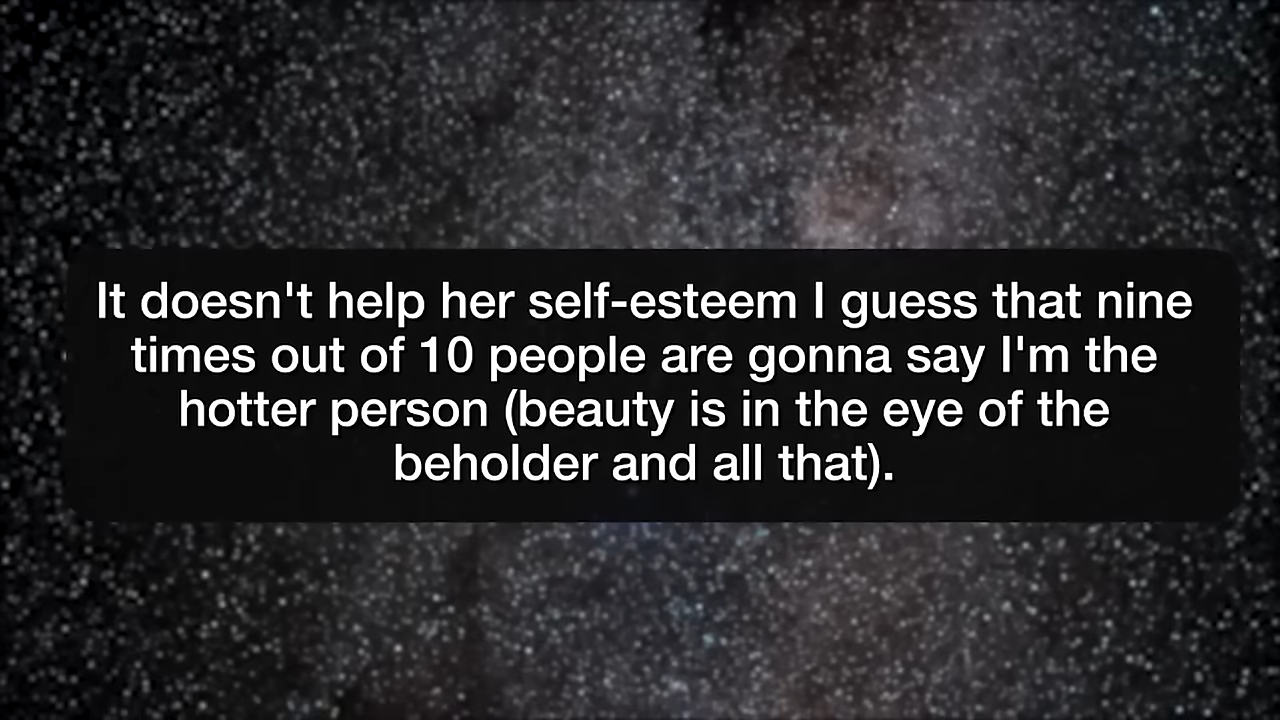 It doesn't help her self-esteem I guess that nine
times out of 10 people are gonna say I'm the
hotter person (beauty is in the eye of the
beholder and all that).